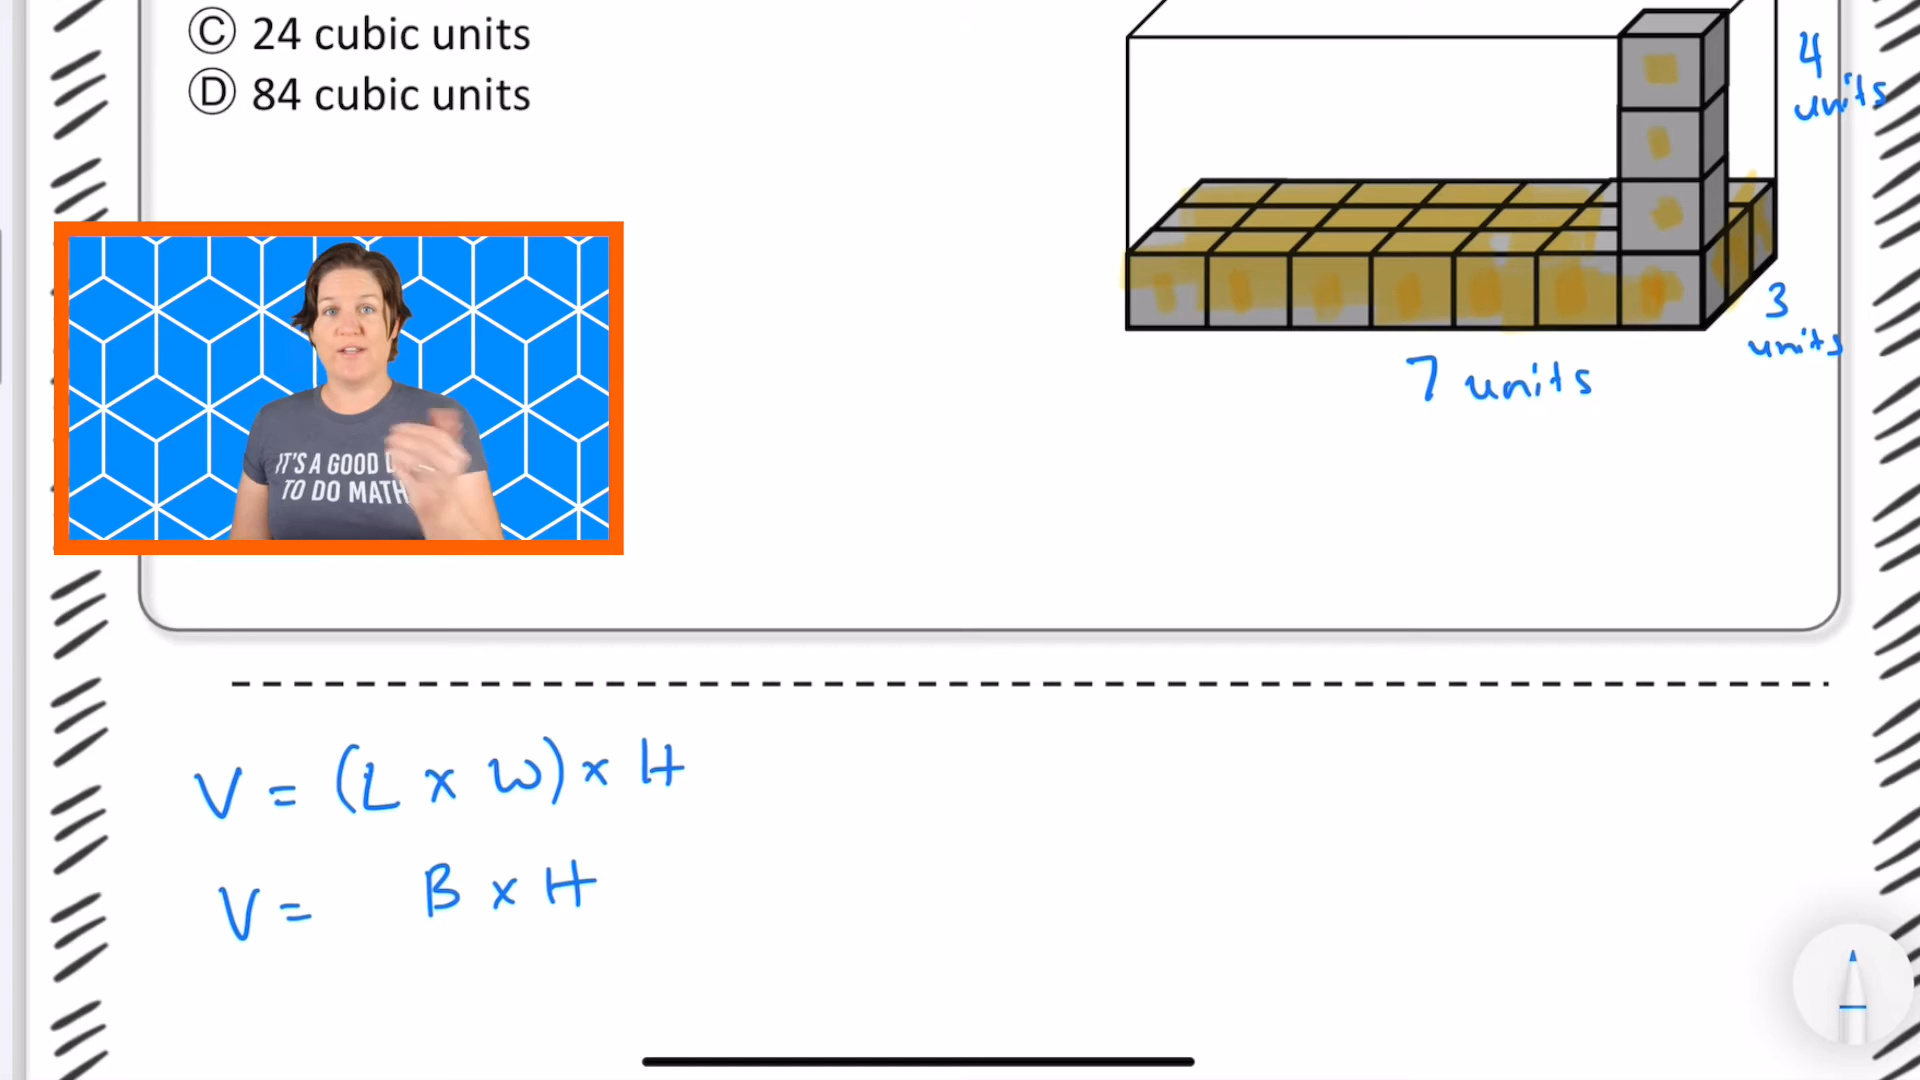 Ⓒ 24 cubic units
Ⓓ 84 cubic units
4
units
3
units
7 units
IT'S A GOOD
TO DO MATH
V = (L x W) x H
V = B x H